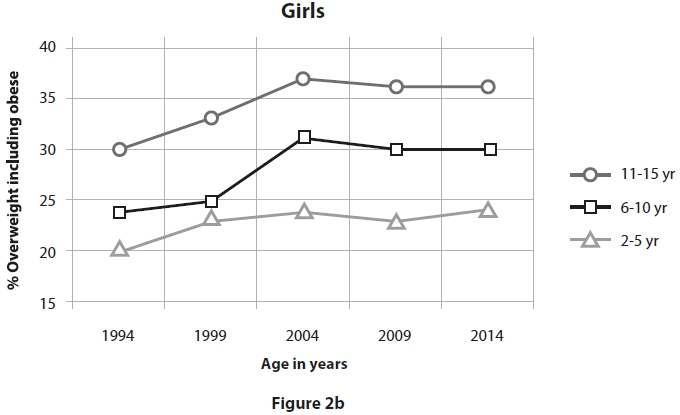 Girls
% Overweight including obese
40
35
30
25
20
15
1994 1999 2004 2009 2014
Age in years
11-15 yr
6-10 yr
2-5 yr
Figure 2b